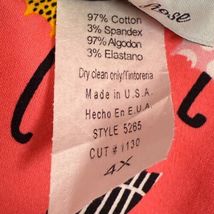 97% Cotton
3% Spandex
97% Algodon
3% Elastano
Dry clean only/Tintoreria
Made in U.S.A.
Hecho En E.U.A.
STYLE 5265
CUT # 1130
4X